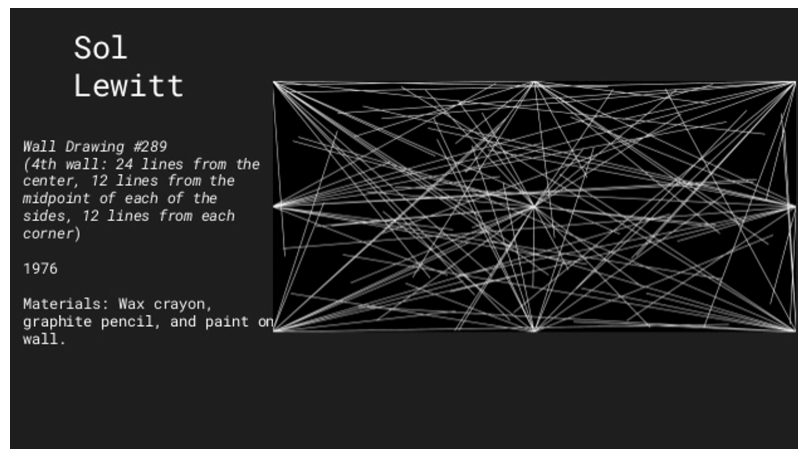 Sol
Lewitt
Wall Drawing #289
(4th wall: 24 lines from the
center, 12 lines from the
midpoint of each of the
sides, 12 lines from each
corner)
1976
Materials: Wax crayon,
graphite pencil, and paint on
wall.